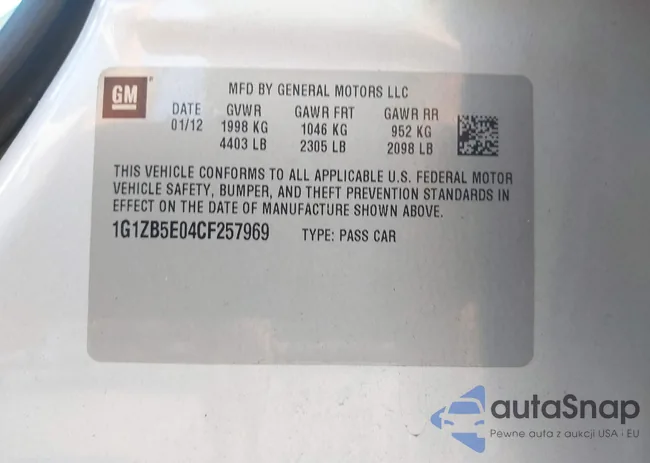 GM
MFD BY GENERAL MOTORS LLC
DATE GVWR GAWR FRT GAWR RR
01/12 1998 KG 1046 KG 952 KG
4403 LB 2305 LB 2098 LB
THIS VEHICLE CONFORMS TO ALL APPLICABLE U.S. FEDERAL MOTOR
VEHICLE SAFETY, BUMPER, AND THEFT PREVENTION STANDARDS IN
EFFECT ON THE DATE OF MANUFACTURE SHOWN ABOVE.
1G1ZB5E04CF257969 TYPE: PASS CAR
autaSnap
Pewne auta z aukcji USA i EU